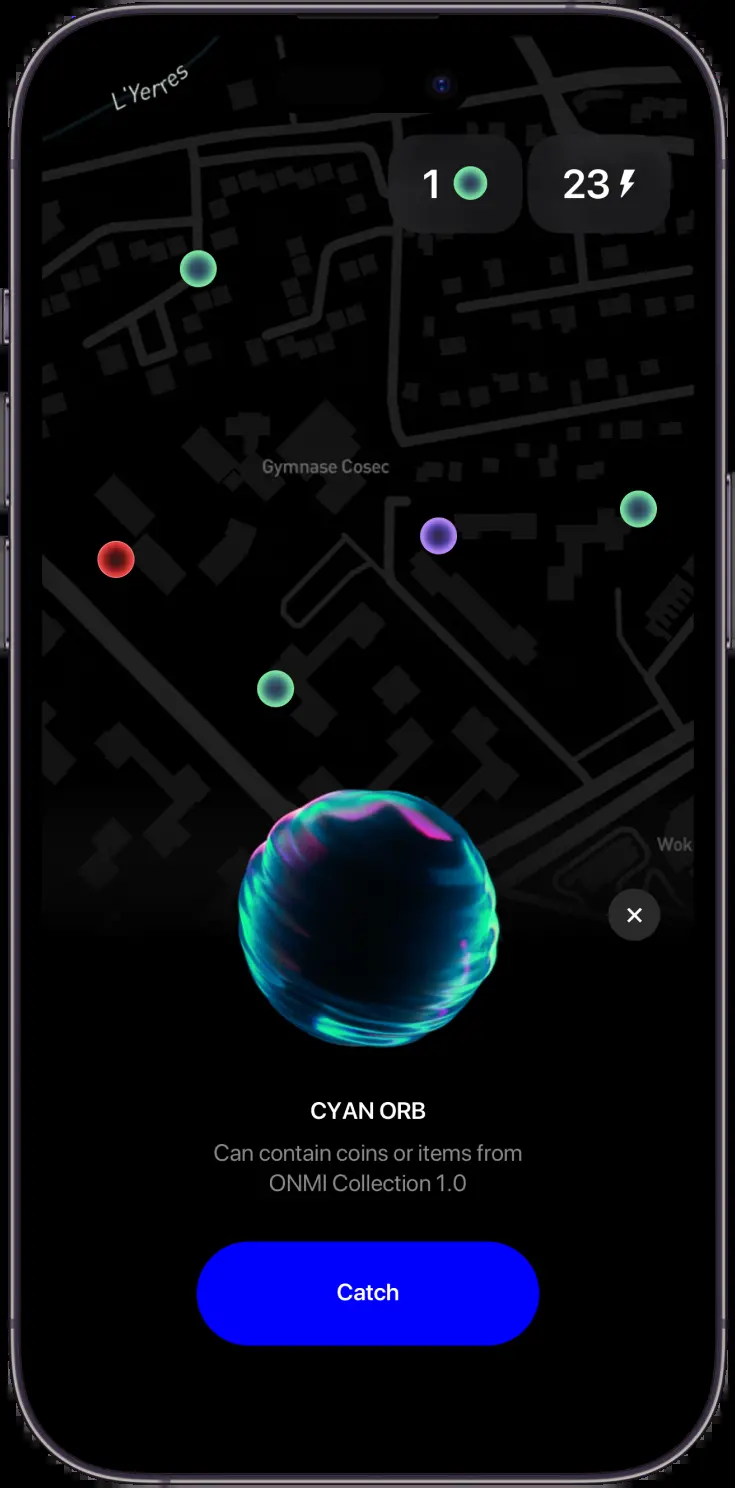 L'Yerres
1
23
Gymnase Cosec
Wok
CYAN ORB
Can contain coins or items from
ONMI Collection 1.0
Catch